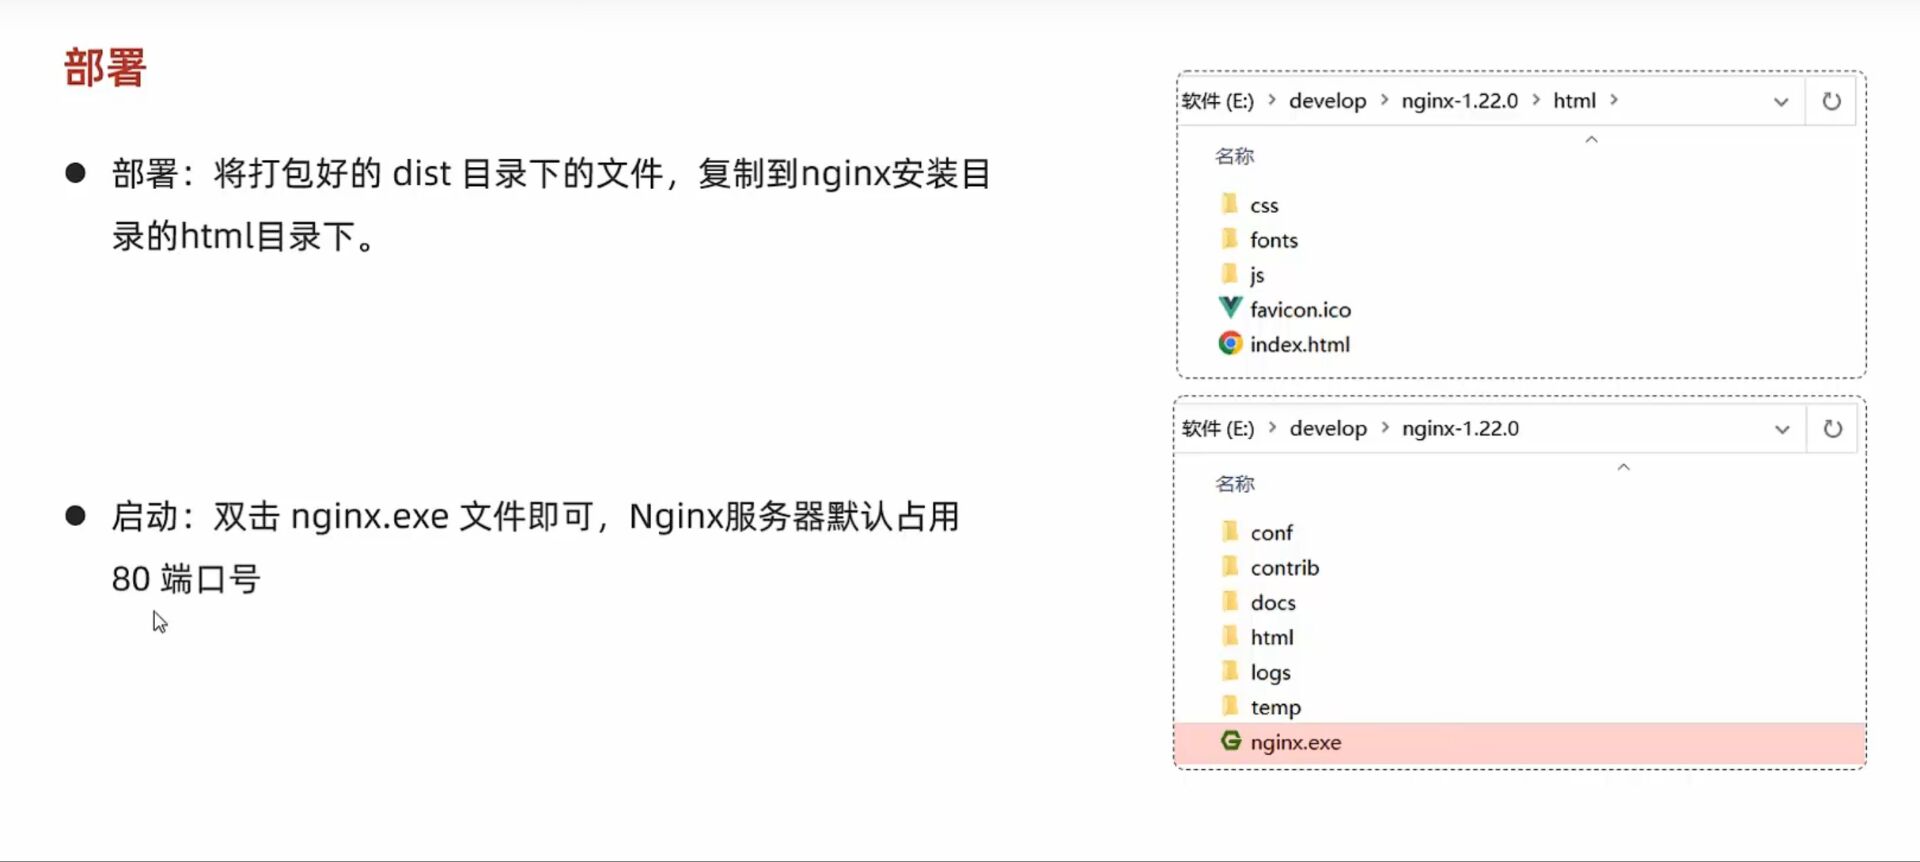 部署
● 部署：将打包好的 dist 目录下的文件，复制到nginx安装目
录的html目录下。
● 启动：双击 nginx.exe 文件即可，Nginx服务器默认占用
80 端口号
软件 (E:) > develop > nginx-1.22.0 > html >
名称
css
fonts
js
favicon.ico
index.html
软件 (E:) > develop > nginx-1.22.0
名称
conf
contrib
docs
html
logs
temp
nginx.exe